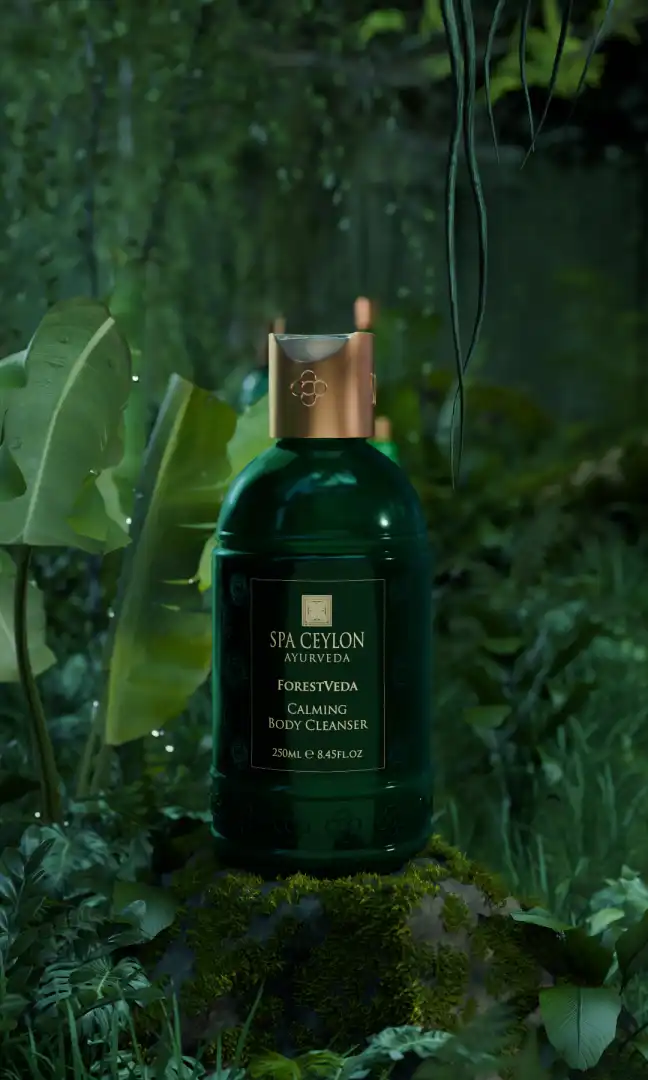 SPA CEYLON
AYURVEDA
FORESTVEDA
CALMING
BODY CLEANSER
250ML ℮ 8.45FL.OZ